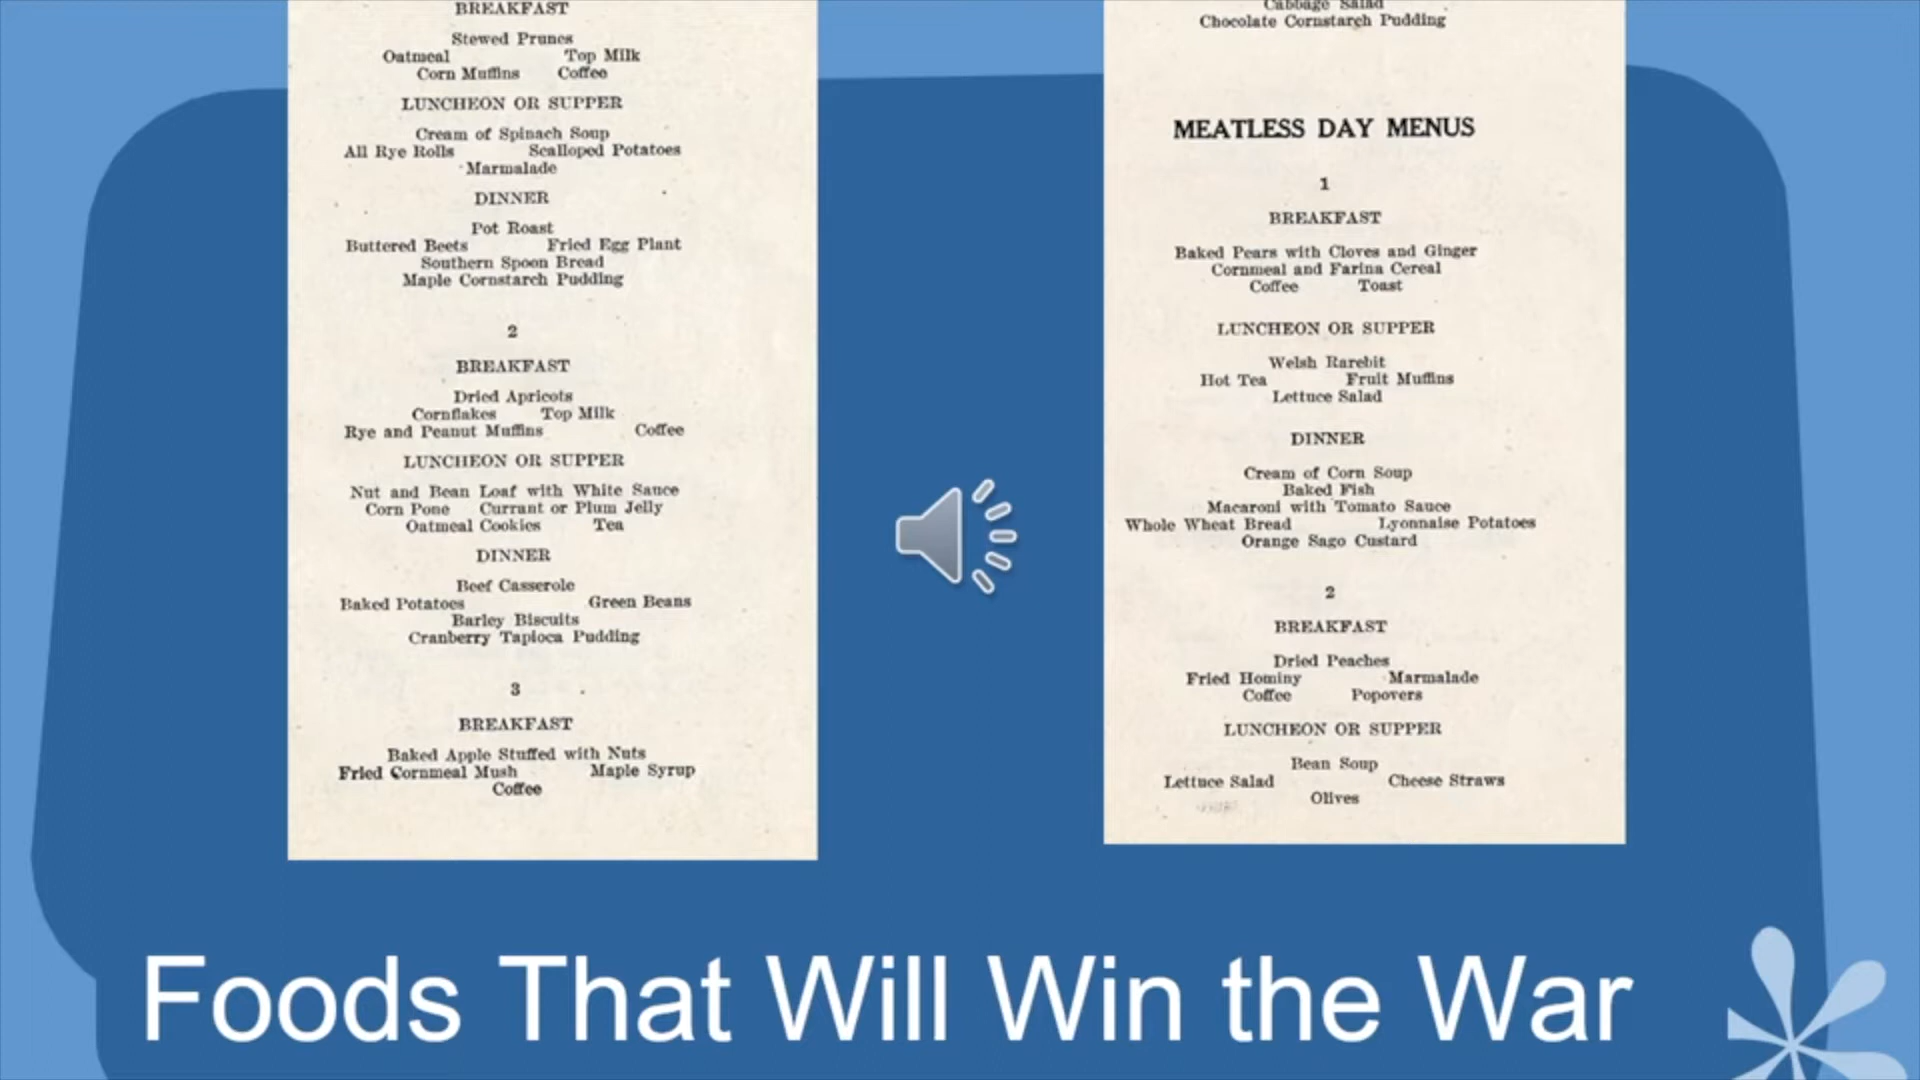 BREAKFAST
Stewed Prunes
Oatmeal Top Milk
Corn Muffins Coffee
LUNCHEON OR SUPPER
Cream of Spinach Soup
All Rye Rolls Scalloped Potatoes
Marmalade
DINNER
Pot Roast
Buttered Beets Fried Egg Plant
Southern Spoon Bread
Maple Cornstarch Pudding
2
BREAKFAST
Dried Apricots
Cornflakes Top Milk
Rye and Peanut Muffins Coffee
LUNCHEON OR SUPPER
Nut and Bean Loaf with White Sauce
Corn Pone Currant or Plum Jelly
Oatmeal Cookies Tea
DINNER
Beef Casserole
Baked Potatoes Green Beans
Barley Biscuits
Cranberry Tapioca Pudding
3
BREAKFAST
Baked Apple Stuffed with Nuts
Fried Cornmeal Mush Maple Syrup
Coffee
Cabbage Salad
Chocolate Cornstarch Pudding
MEATLESS DAY MENUS
1
BREAKFAST
Baked Pears with Cloves and Ginger
Cornmeal and Farina Cereal
Coffee Toast
LUNCHEON OR SUPPER
Welsh Rarebit
Hot Tea Fruit Muffins
Lettuce Salad
DINNER
Cream of Corn Soup
Baked Fish
Macaroni with Tomato Sauce
Whole Wheat Bread Lyonnaise Potatoes
Orange Sago Custard
2
BREAKFAST
Dried Peaches
Fried Hominy Marmalade
Coffee Popovers
LUNCHEON OR SUPPER
Bean Soup
Lettuce Salad Cheese Straws
Olives
Foods That Will Win the War